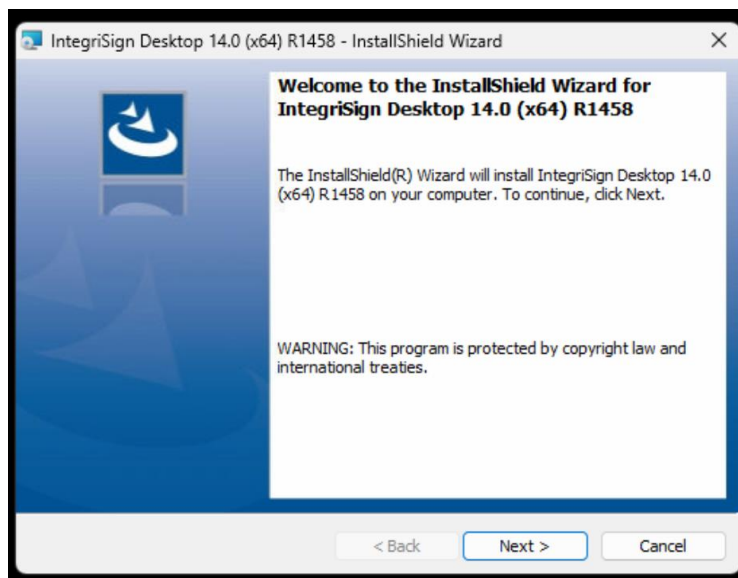 IntegriSign Desktop 14.0 (x64) R1458 - InstallShield Wizard
Welcome to the InstallShield Wizard for
IntegriSign Desktop 14.0 (x64) R1458
The InstallShield(R) Wizard will install IntegriSign Desktop 14.0
(x64) R1458 on your computer. To continue, click Next.
WARNING: This program is protected by copyright law and
international treaties.
< Back
Next >
Cancel